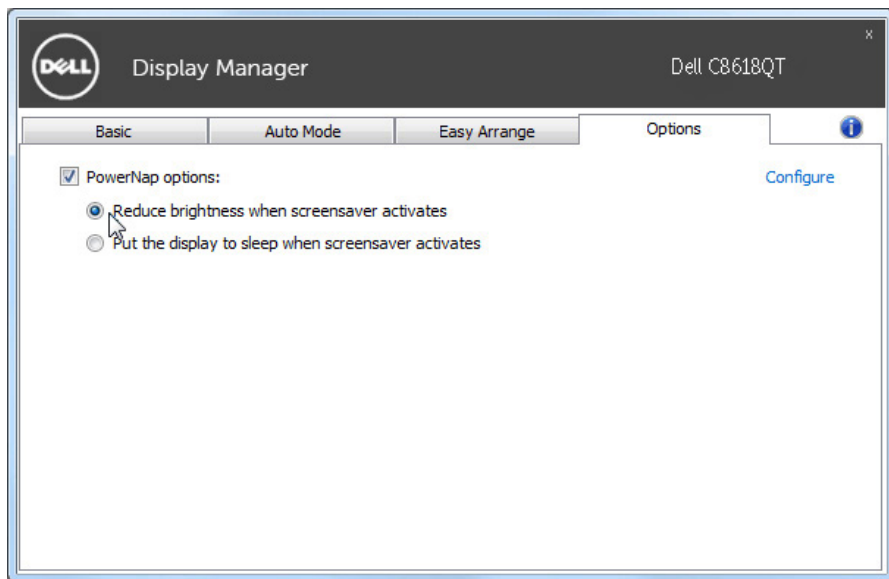 x
DELL Display Manager Dell C8618QT
Basic Auto Mode Easy Arrange Options i
PowerNap options: Configure
Reduce brightness when screensaver activates
Put the display to sleep when screensaver activates